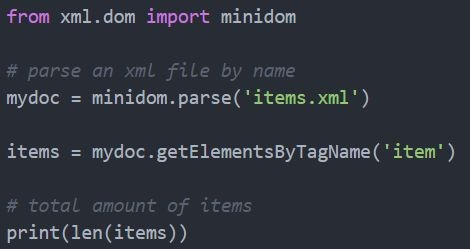 from xml.dom import minidom
# parse an xml file by name
mydoc = minidom.parse('items.xml')
items = mydoc.getElementsByTagName('item')
# total amount of items
print(len(items))